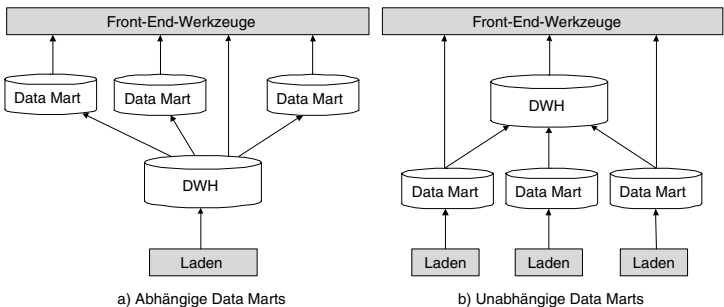 Front-End-Werkzeuge
Data Mart
Data Mart
Data Mart
DWH
Laden
a) Abhängige Data Marts
Front-End-Werkzeuge
DWH
Data Mart
Data Mart
Data Mart
Laden
Laden
Laden
b) Unabhängige Data Marts